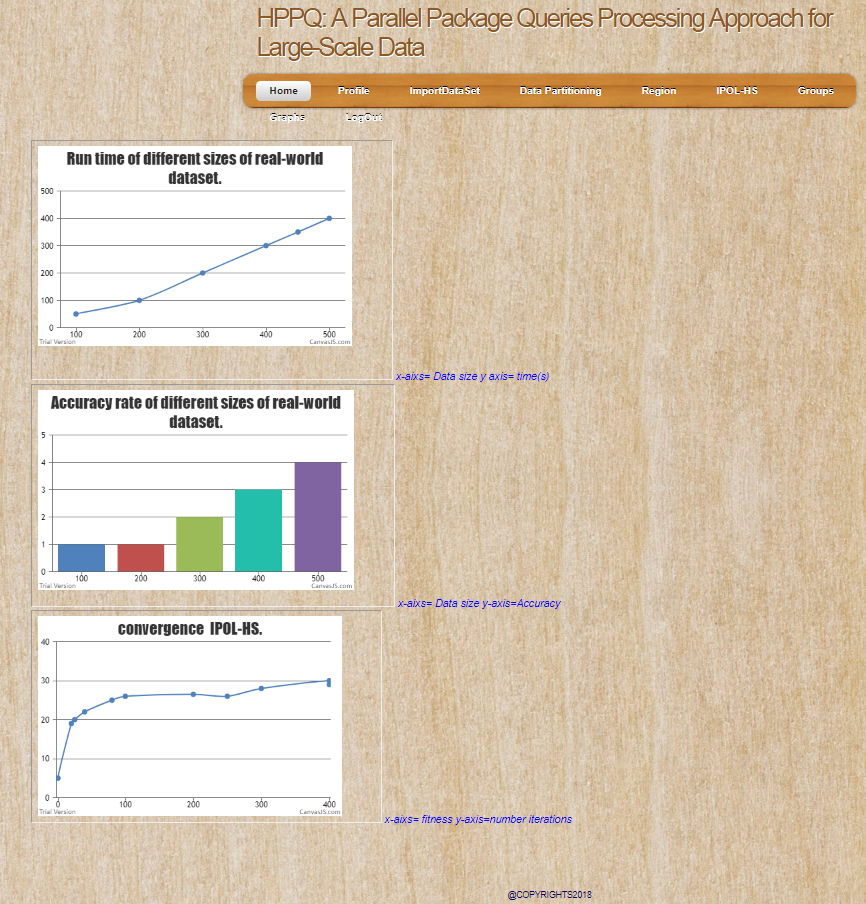 HPPQ: A Parallel Package Queries Processing Approach for
Large-Scale Data
Home Profile ImportDataSet Data Partitioning Region IPOL-HS Groups
Graphs LogOut
Run time of different sizes of real-world
dataset.
500
400
300
200
100
0
100 200 300 400 500
Trial Version CanvasJS.com
x-aixs= Data size y axis= time(s)
Accuracy rate of different sizes of real-world
dataset.
5
4
3
2
1
0
100 200 300 400 500
Trial Version CanvasJS.com
x-aixs= Data size y-axis=Accuracy
convergence IPOL-HS.
40
30
20
10
0
0 100 200 300 400
Trial Version CanvasJS.com
x-aixs= fitness y-axis=number iterations
@COPYRIGHTS2018